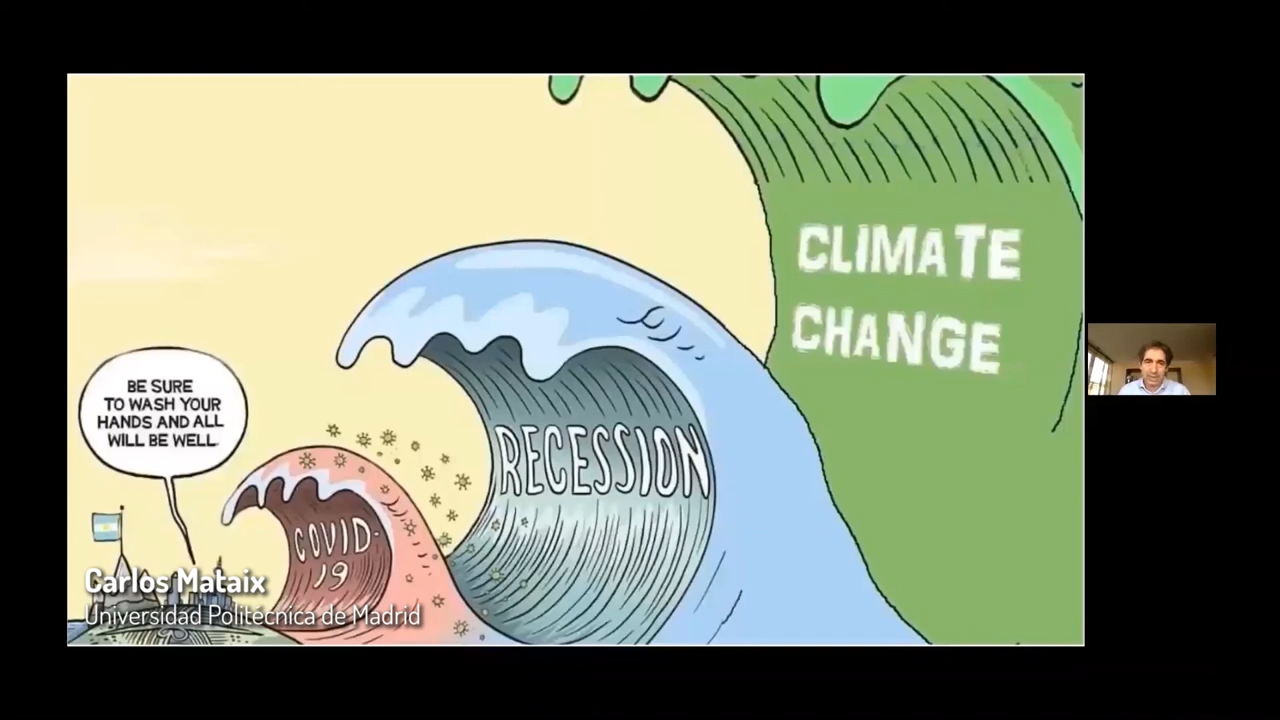 CLIMATE
CHANGE
BE SURE
TO WASH YOUR
HANDS AND ALL
WILL BE WELL.
RECESSION
COVID-
19
Carlos Mataix
Universidad Politécnica de Madrid